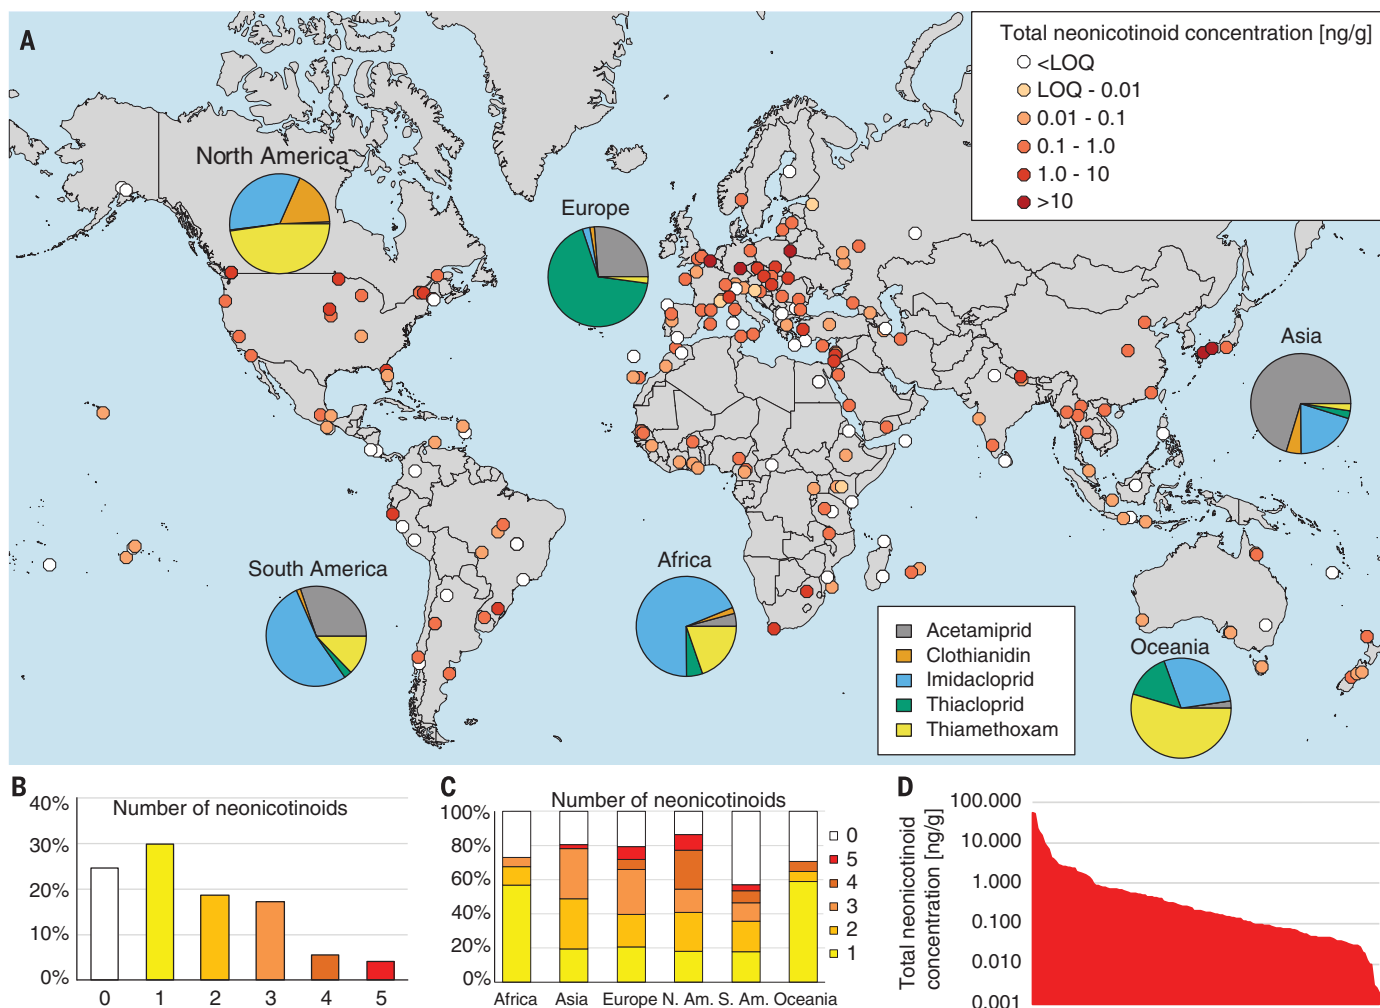 A
Total neonicotinoid concentration [ng/g]
<LOQ
LOQ - 0.01
0.01 - 0.1
0.1 - 1.0
1.0 - 10
>10
North America
Europe
Asia
South America
Africa
Oceania
Acetamiprid
Clothianidin
Imidacloprid
Thiacloprid
Thiamethoxam
B
Number of neonicotinoids
40%
30%
20%
10%
0%
0 1 2 3 4 5
C
Number of neonicotinoids
100%
80%
60%
40%
20%
0%
Africa Asia Europe N. Am. S. Am. Oceania
0
5
4
3
2
1
D
Total neonicotinoid
concentration [ng/g]
100.000
10.000
1.000
0.100
0.010
0.001